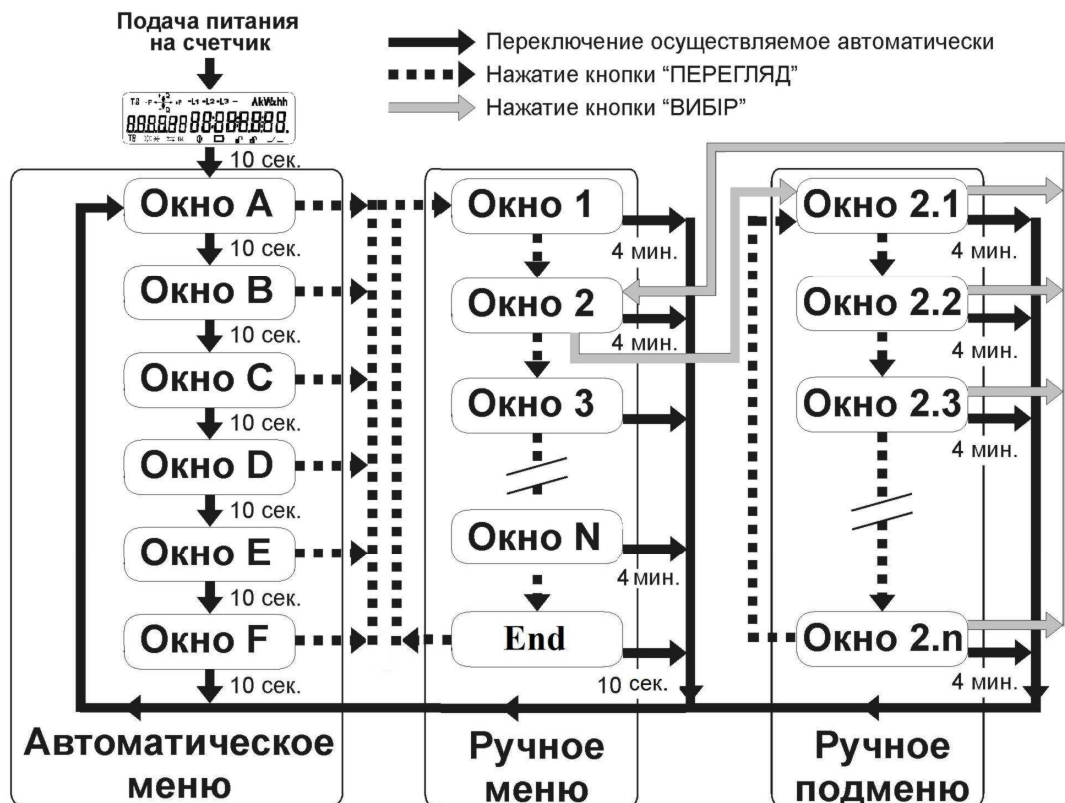 Подача питания
на счетчик
Переключение осуществляемое автоматически
Нажатие кнопки “ПЕРЕГЛЯД”
Нажатие кнопки “ВИБІР”
10 сек.
Окно A
10 сек.
Окно B
10 сек.
Окно C
10 сек.
Окно D
10 сек.
Окно E
10 сек.
Окно F
10 сек.
Автоматическое
меню
Окно 1
4 мин.
Окно 2
4 мин.
Окно 3
Окно N
4 мин.
End
10 сек.
Ручное
меню
Окно 2.1
4 мин.
Окно 2.2
4 мин.
Окно 2.3
4 мин.
Окно 2.n
4 мин.
Ручное
подменю